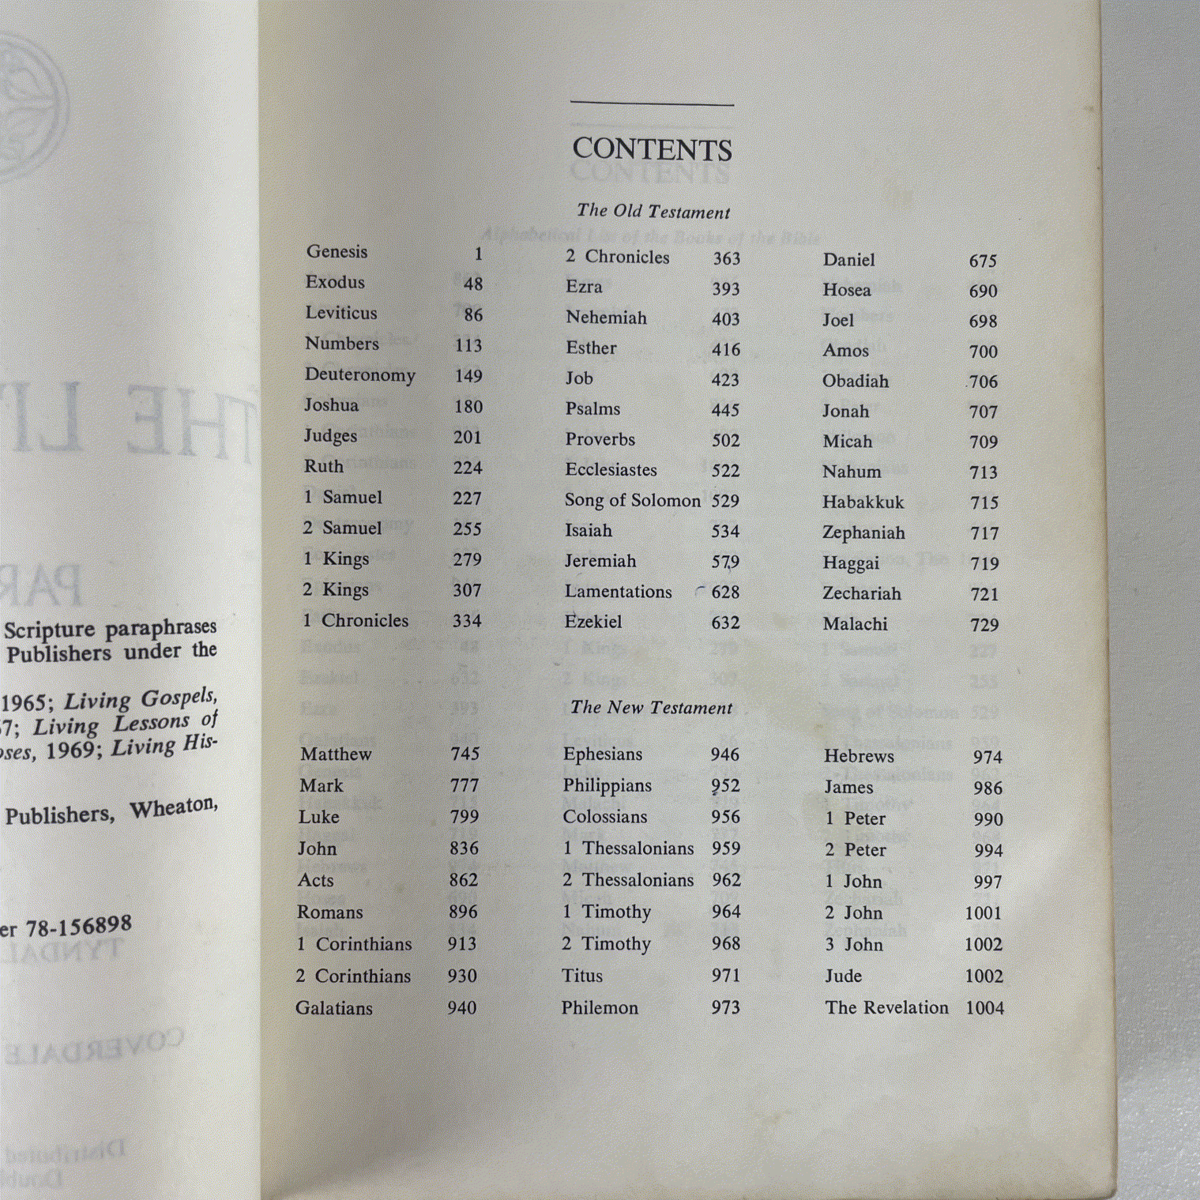 Scripture paraphrases
Publishers under the
1965; Living Gospels,
67; Living Lessons of
oses, 1969; Living His-
Publishers, Wheaton,
er 78-156898
CONTENTS
The Old Testament
Genesis 1
Exodus 48
Leviticus 86
Numbers 113
Deuteronomy 149
Joshua 180
Judges 201
Ruth 224
1 Samuel 227
2 Samuel 255
1 Kings 279
2 Kings 307
1 Chronicles 334
2 Chronicles 363
Ezra 393
Nehemiah 403
Esther 416
Job 423
Psalms 445
Proverbs 502
Ecclesiastes 522
Song of Solomon 529
Isaiah 534
Jeremiah 579
Lamentations 628
Ezekiel 632
Daniel 675
Hosea 690
Joel 698
Amos 700
Obadiah 706
Jonah 707
Micah 709
Nahum 713
Habakkuk 715
Zephaniah 717
Haggai 719
Zechariah 721
Malachi 729
The New Testament
Matthew 745
Mark 777
Luke 799
John 836
Acts 862
Romans 896
1 Corinthians 913
2 Corinthians 930
Galatians 940
Ephesians 946
Philippians 952
Colossians 956
1 Thessalonians 959
2 Thessalonians 962
1 Timothy 964
2 Timothy 968
Titus 971
Philemon 973
Hebrews 974
James 986
1 Peter 990
2 Peter 994
1 John 997
2 John 1001
3 John 1002
Jude 1002
The Revelation 1004